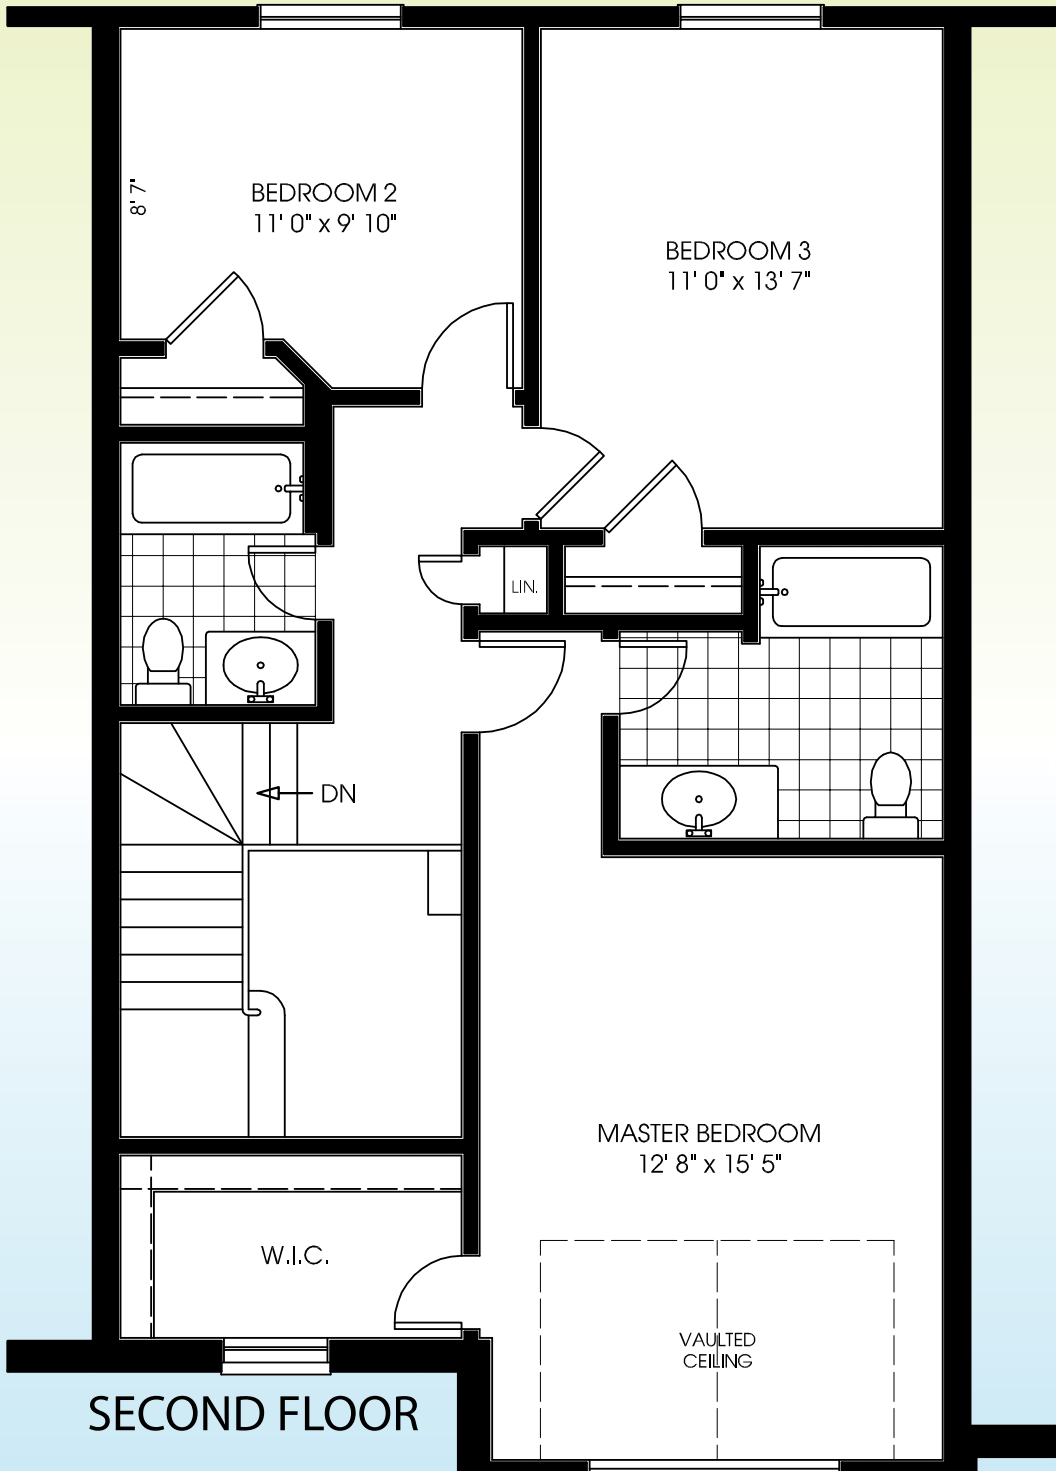 8' 7"
BEDROOM 2
11' 0" x 9' 10"
BEDROOM 3
11' 0" x 13' 7"
LIN.
DN
MASTER BEDROOM
12' 8" x 15' 5"
W.I.C.
VAULTED
CEILING
SECOND FLOOR